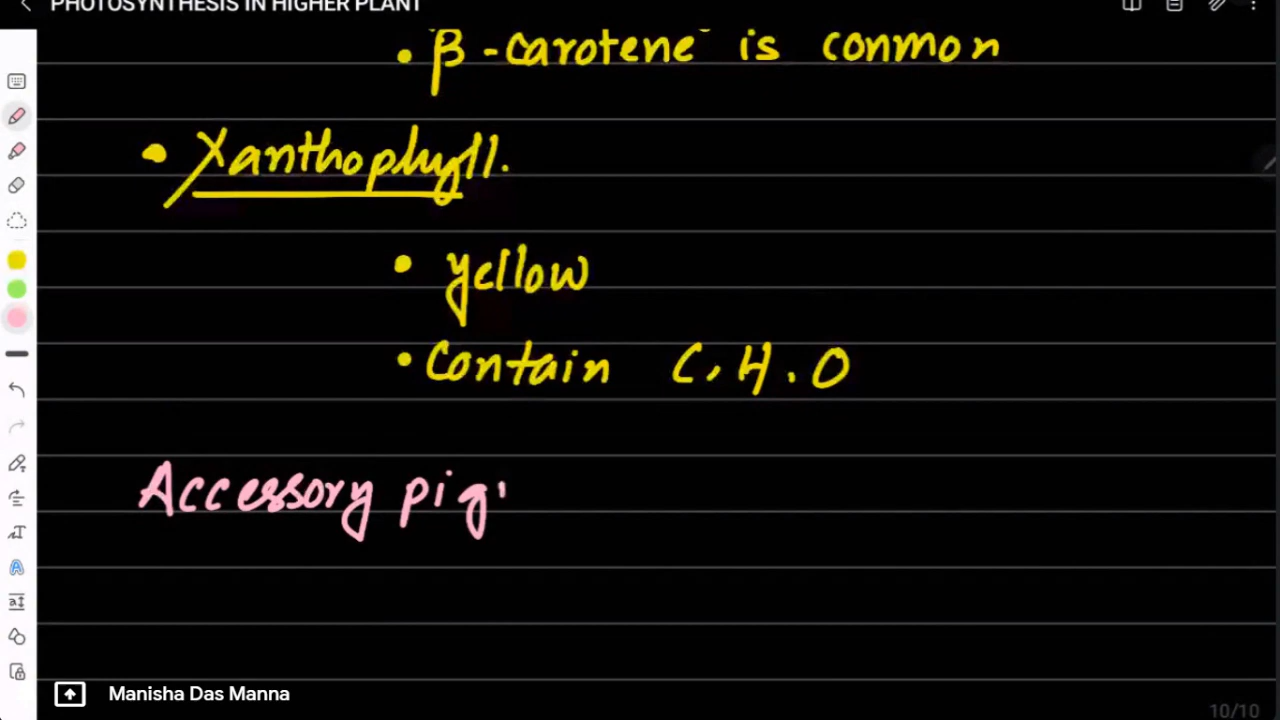 PHOTOSYNTHESIS IN HIGHER PLANT
• β-carotene is conmon
• Xanthophyll.
• yellow
• Contain C, H. O
Accessory pig
Manisha Das Manna
10/10